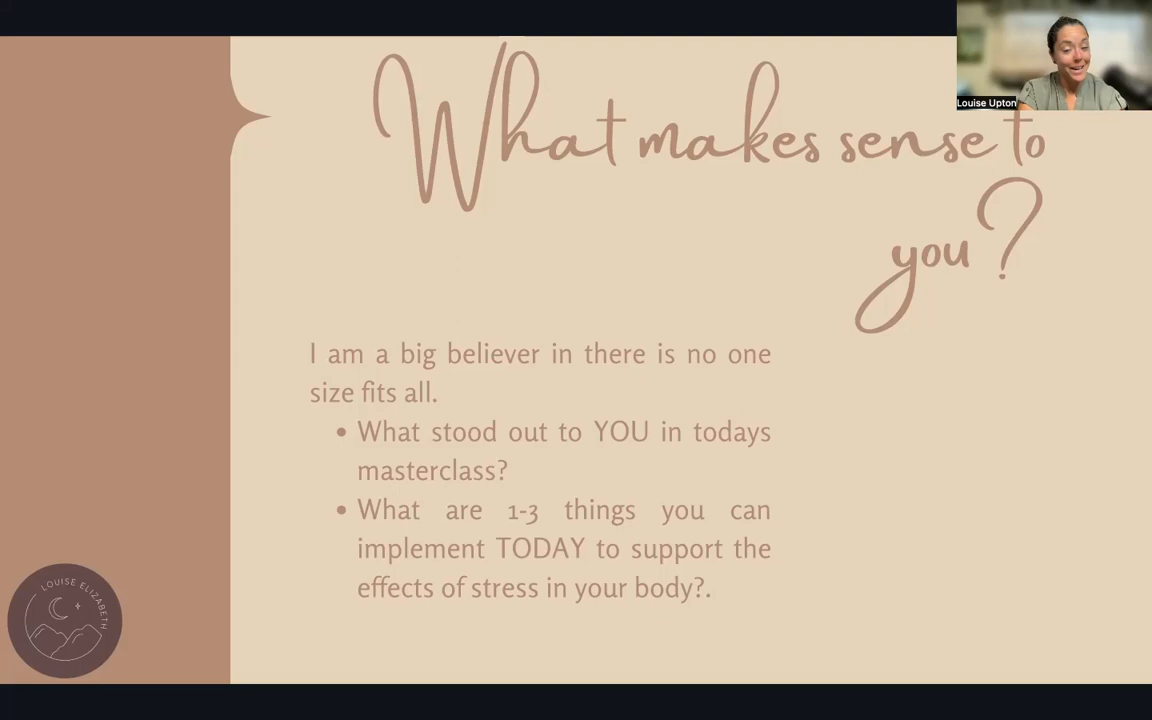 What makes sense to
you?
Louise Upton
I am a big believer in there is no one
size fits all.
• What stood out to YOU in todays
masterclass?
• What are 1-3 things you can
implement TODAY to support the
effects of stress in your body?.
LOUISE ELIZABETH